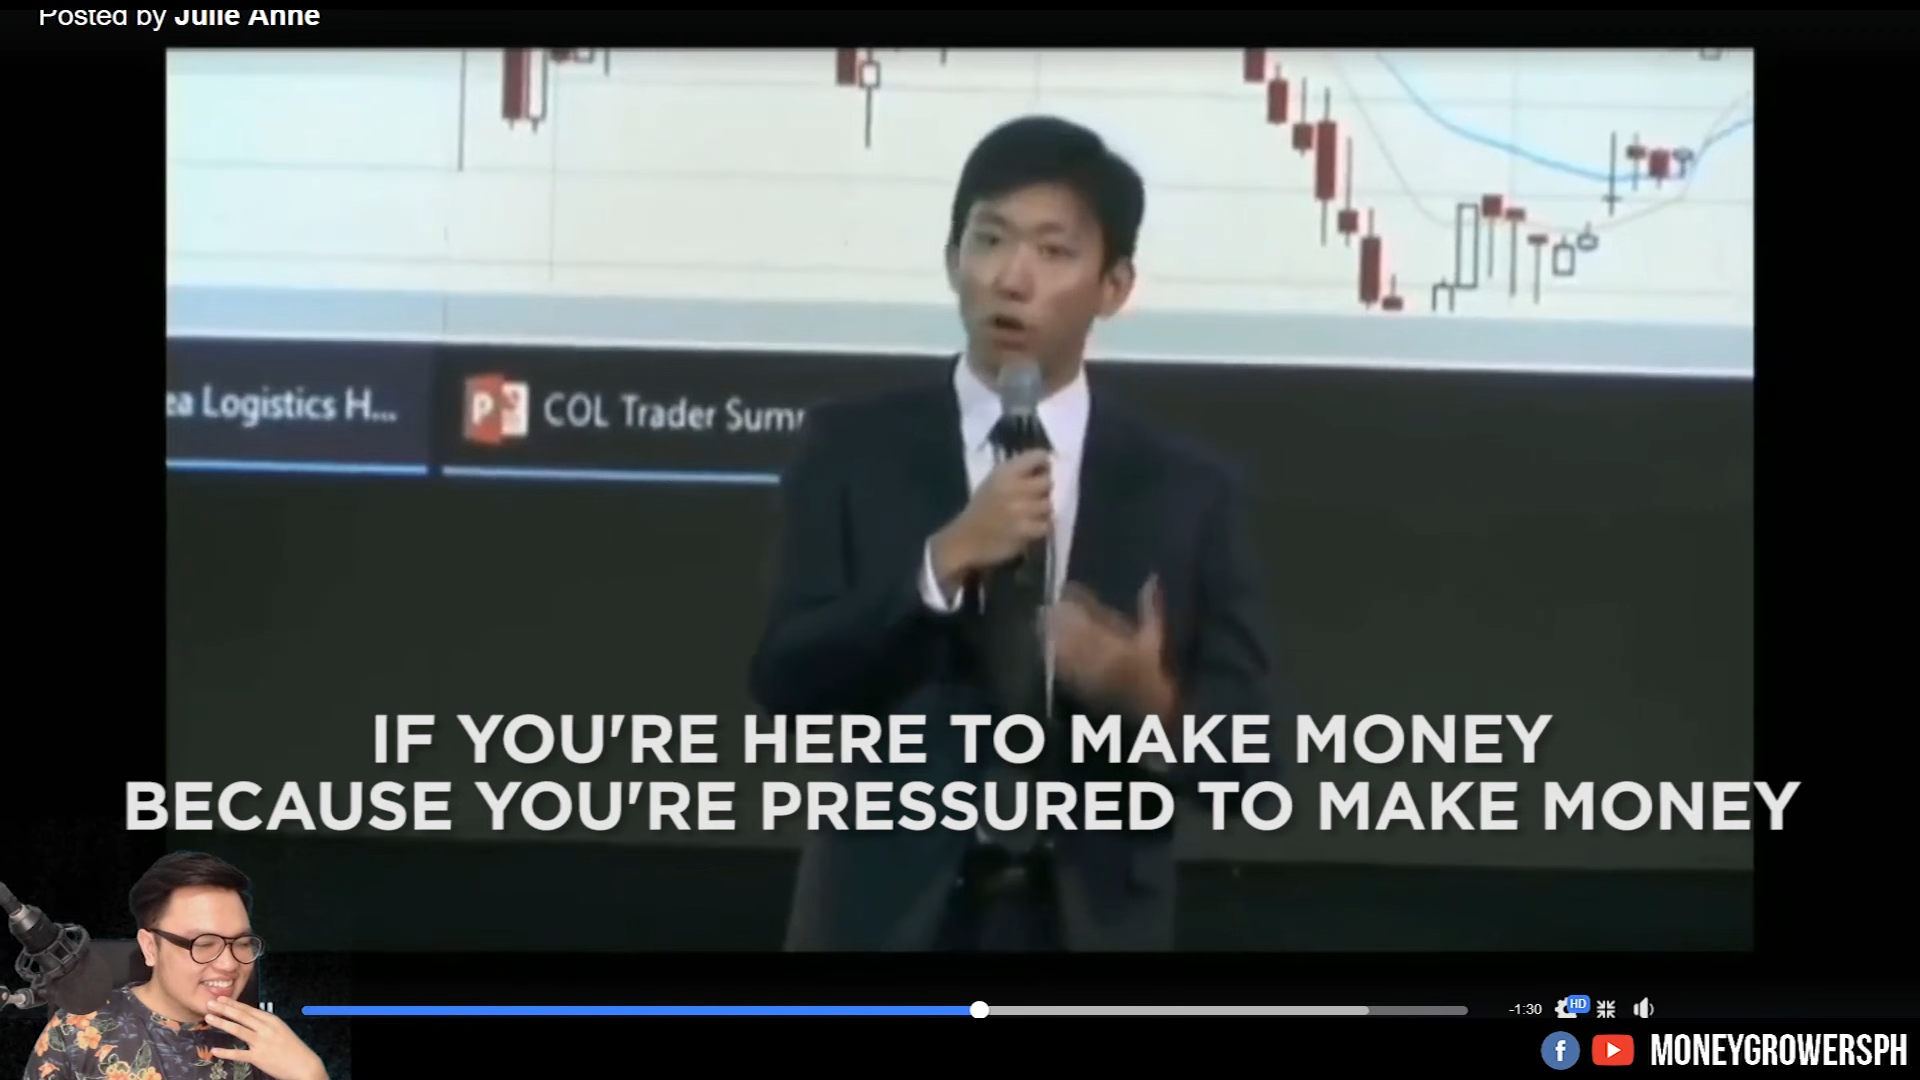 Posted by Julie Anne
ea Logistics H...
COL Trader Sum
IF YOU'RE HERE TO MAKE MONEY
BECAUSE YOU'RE PRESSURED TO MAKE MONEY
-1:30
HD
MONEYGROWERSPH